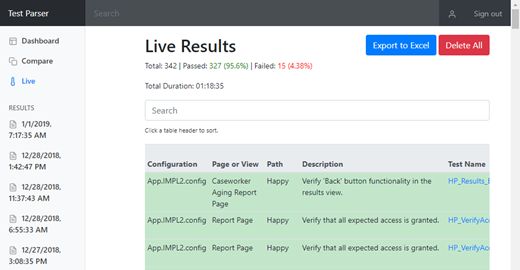 Test Parser
Search
Sign out
Dashboard
Compare
Live
RESULTS
1/1/2019,
7:17:35 AM
12/28/2018,
1:42:47 PM
12/28/2018,
11:37:43 AM
12/28/2018,
6:55:33 AM
12/27/2018,
3:08:35 PM
Live Results
Export to Excel
Delete All
Total: 342 | Passed: 327 (95.6%) | Failed: 15 (4.38%)
Total Duration: 01:18:35
Search
Click a table header to sort.
Configuration Page or View Path Description Test Name
App.IMPL2.config Caseworker Happy Verify 'Back' button functionality in the HP_Results_
Aging Report results view.
Page
App.IMPL2.config Report Page Happy Verify that all expected access is granted. HP_VerifyAcc
App.IMPL2.config Report Page Happy Verify that all expected access is granted. HP_VerifyAcc